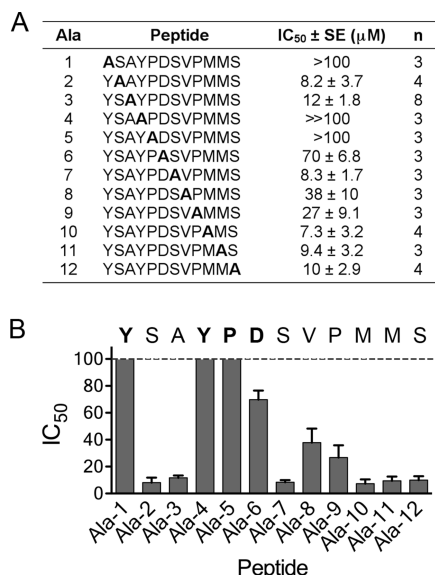 A
Ala Peptide IC50 ± SE (μM) n
1 ASAYPDSVPMMS >100 3
2 YAAYPDSVPMMS 8.2 ± 3.7 4
3 YSAYPDSVPMMS 12 ± 1.8 8
4 YSAAPDSVPMMS >>100 3
5 YSAYADSVPMMS >100 3
6 YSAYPASVPMMS 70 ± 6.8 3
7 YSAYPDAVPMMS 8.3 ± 1.7 3
8 YSAYPDSAPMMS 38 ± 10 3
9 YSAYPDSVAMMS 27 ± 9.1 3
10 YSAYPDSVPAMS 7.3 ± 3.2 4
11 YSAYPDSVPMAS 9.4 ± 3.2 3
12 YSAYPDSVPMMA 10 ± 2.9 4
B
Y S A Y P D S V P M M S
100
80
60
40
20
0
IC50
Ala-1 Ala-2 Ala-3 Ala-4 Ala-5 Ala-6 Ala-7 Ala-8 Ala-9 Ala-10 Ala-11 Ala-12
Peptide